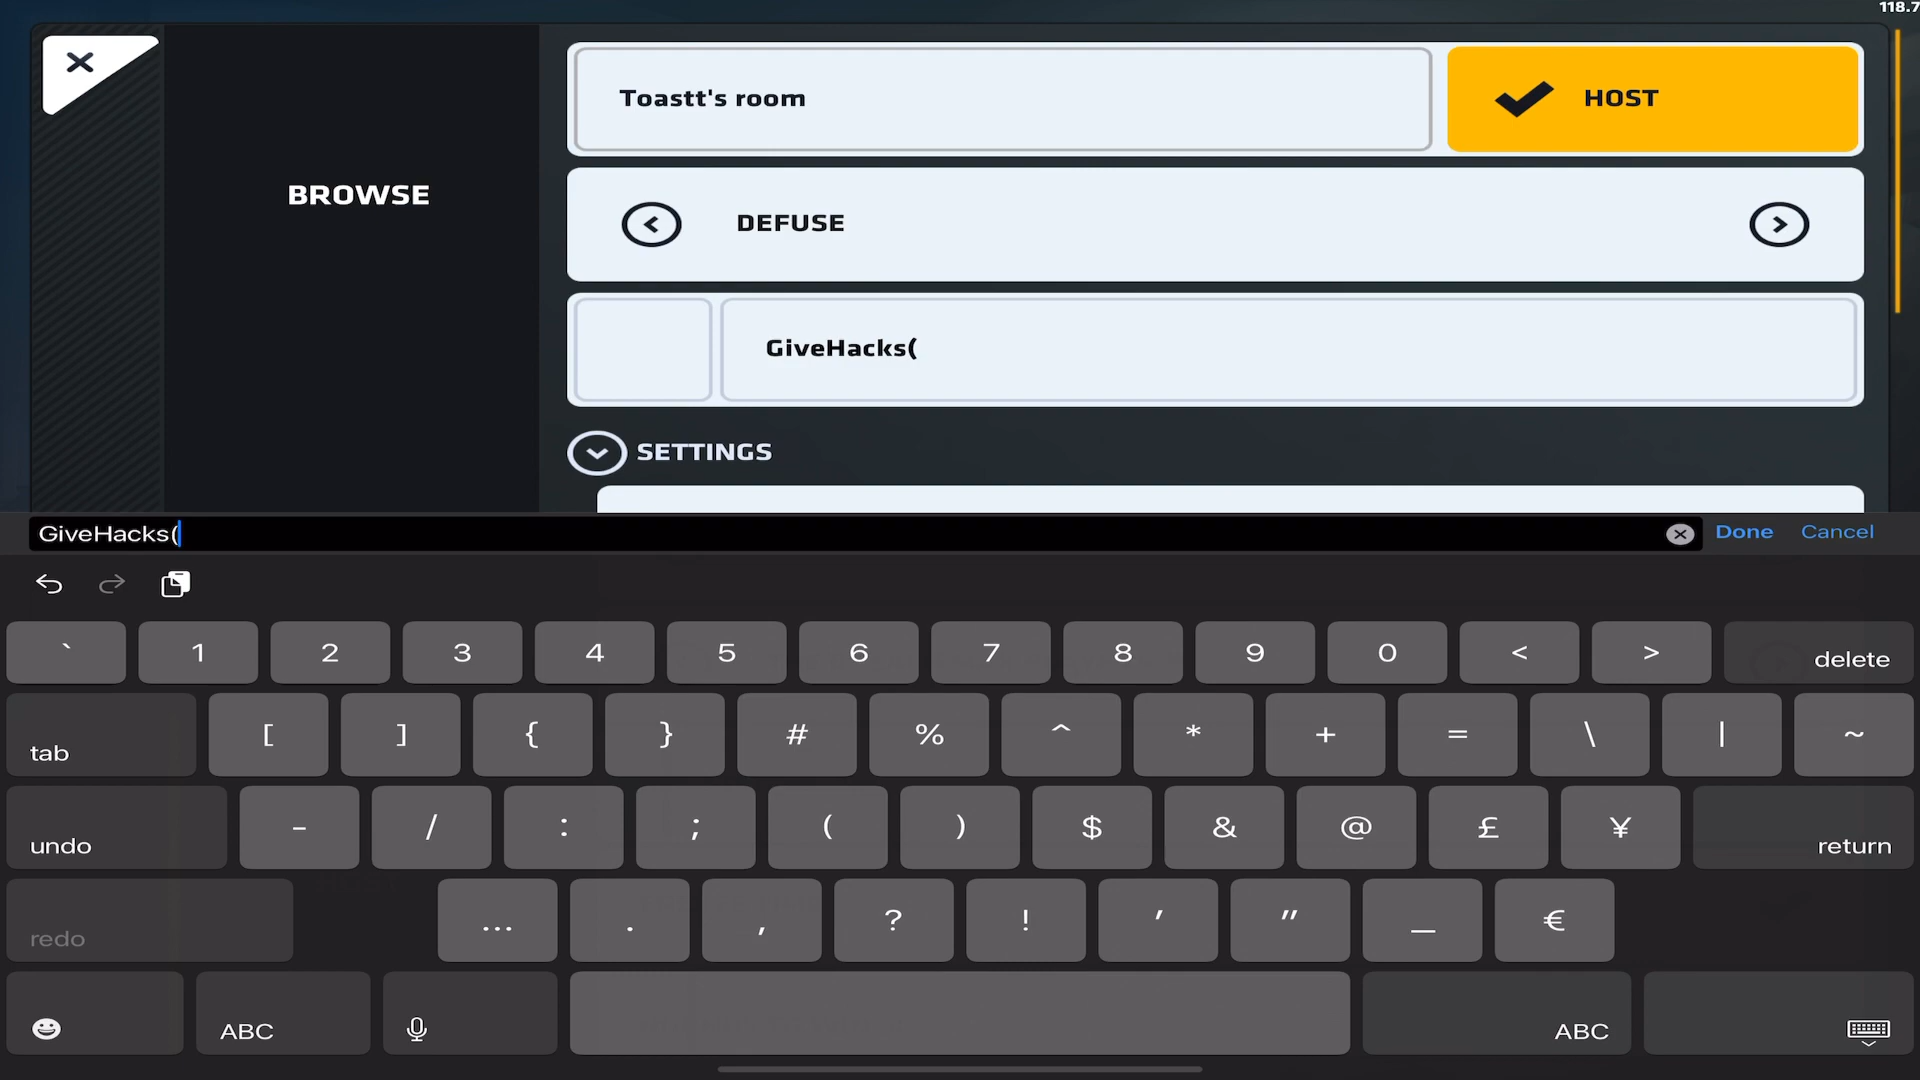 118.7
Toastt's room
HOST
BROWSE
DEFUSE
GiveHacks(
SETTINGS
GiveHacks(
Done
Cancel
` 1 2 3 4 5 6 7 8 9 0 < > delete
tab [ ] { } # % ^ * + = \ | ~
undo - / : ; ( ) $ & @ £ ¥ return
redo ... . , ? ! ' " _ €
ABC ABC